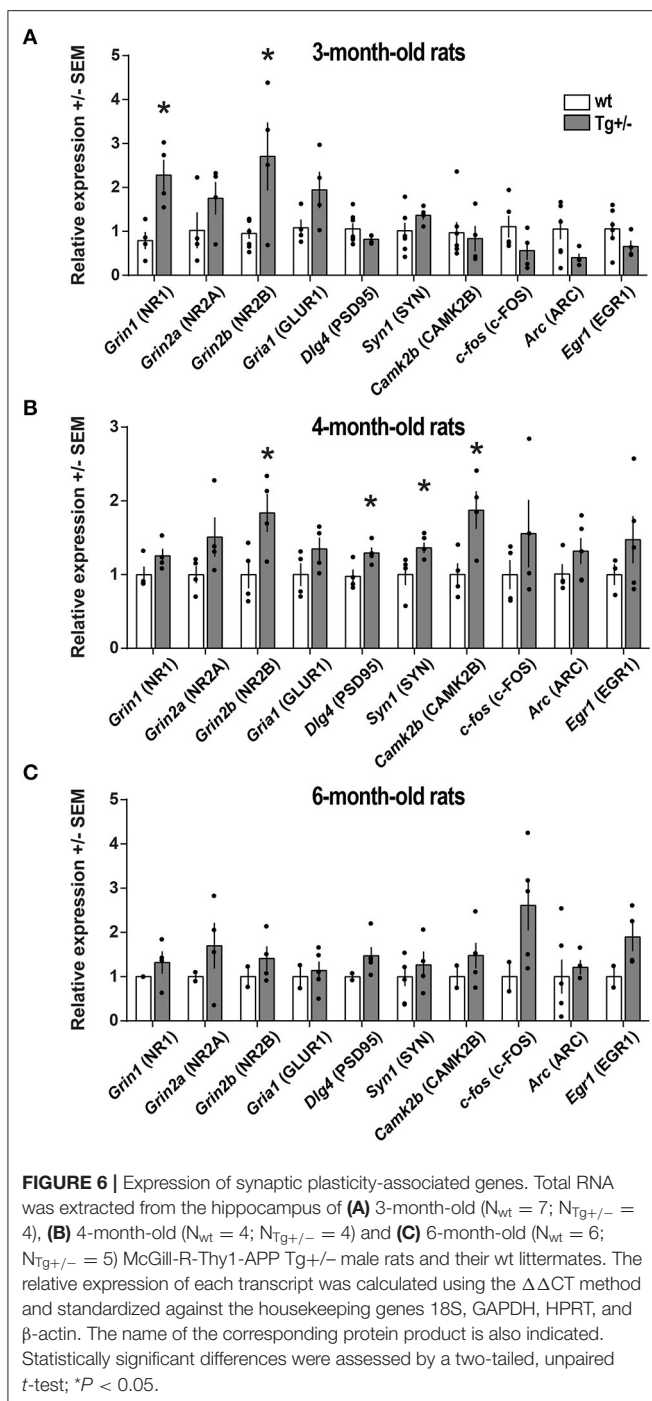 A
3-month-old rats
Relative expression +/- SEM
5
4
3
2
1
0
*
*
wt
Tg+/-
Grin1 (NR1)
Grin2a (NR2A)
Grin2b (NR2B)
Gria1 (GLUR1)
Dlg4 (PSD95)
Syn1 (SYN)
Camk2b (CAMK2B)
c-fos (c-FOS)
Arc (ARC)
Egr1 (EGR1)
B
4-month-old rats
Relative expression +/- SEM
3
2
1
0
*
*
*
*
Grin1 (NR1)
Grin2a (NR2A)
Grin2b (NR2B)
Gria1 (GLUR1)
Dlg4 (PSD95)
Syn1 (SYN)
Camk2b (CAMK2B)
c-fos (c-FOS)
Arc (ARC)
Egr1 (EGR1)
C
6-month-old rats
Relative expression +/- SEM
5
4
3
2
1
0
Grin1 (NR1)
Grin2a (NR2A)
Grin2b (NR2B)
Gria1 (GLUR1)
Dlg4 (PSD95)
Syn1 (SYN)
Camk2b (CAMK2B)
c-fos (c-FOS)
Arc (ARC)
Egr1 (EGR1)
FIGURE 6 | Expression of synaptic plasticity-associated genes. Total RNA
was extracted from the hippocampus of (A) 3-month-old (Nwt = 7; NTg+/− =
4), (B) 4-month-old (Nwt = 4; NTg+/− = 4) and (C) 6-month-old (Nwt = 6;
NTg+/− = 5) McGill-R-Thy1-APP Tg+/− male rats and their wt littermates. The
relative expression of each transcript was calculated using the ΔΔCT method
and standardized against the housekeeping genes 18S, GAPDH, HPRT, and
β-actin. The name of the corresponding protein product is also indicated.
Statistically significant differences were assessed by a two-tailed, unpaired
t-test; *P < 0.05.